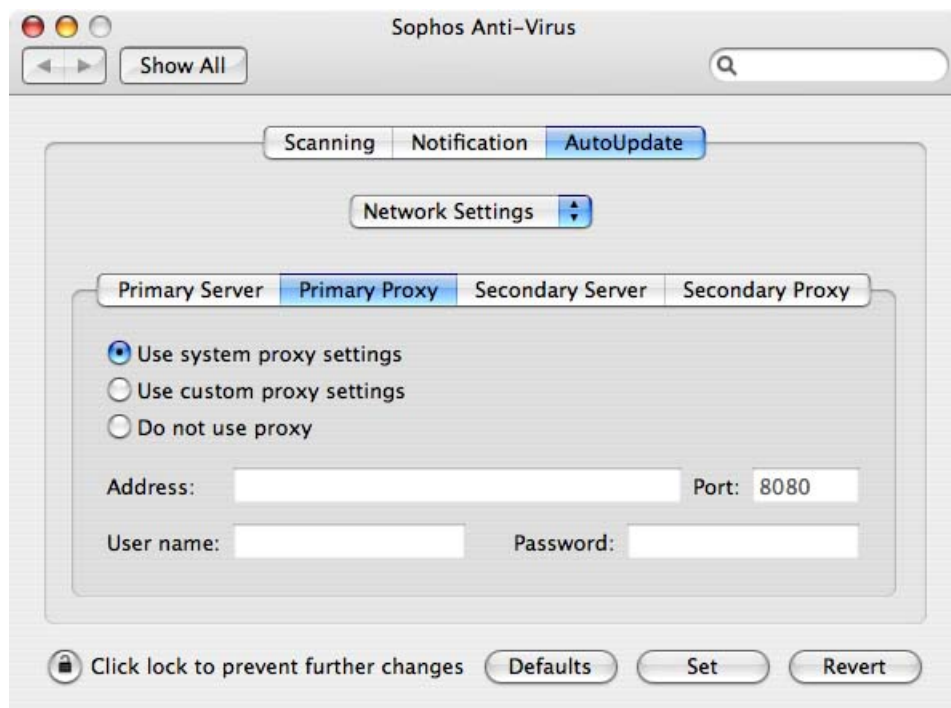 Sophos Anti-Virus
Show All
Scanning Notification AutoUpdate
Network Settings
Primary Server Primary Proxy Secondary Server Secondary Proxy
Use system proxy settings
Use custom proxy settings
Do not use proxy
Address: Port: 8080
User name: Password:
Click lock to prevent further changes Defaults Set Revert